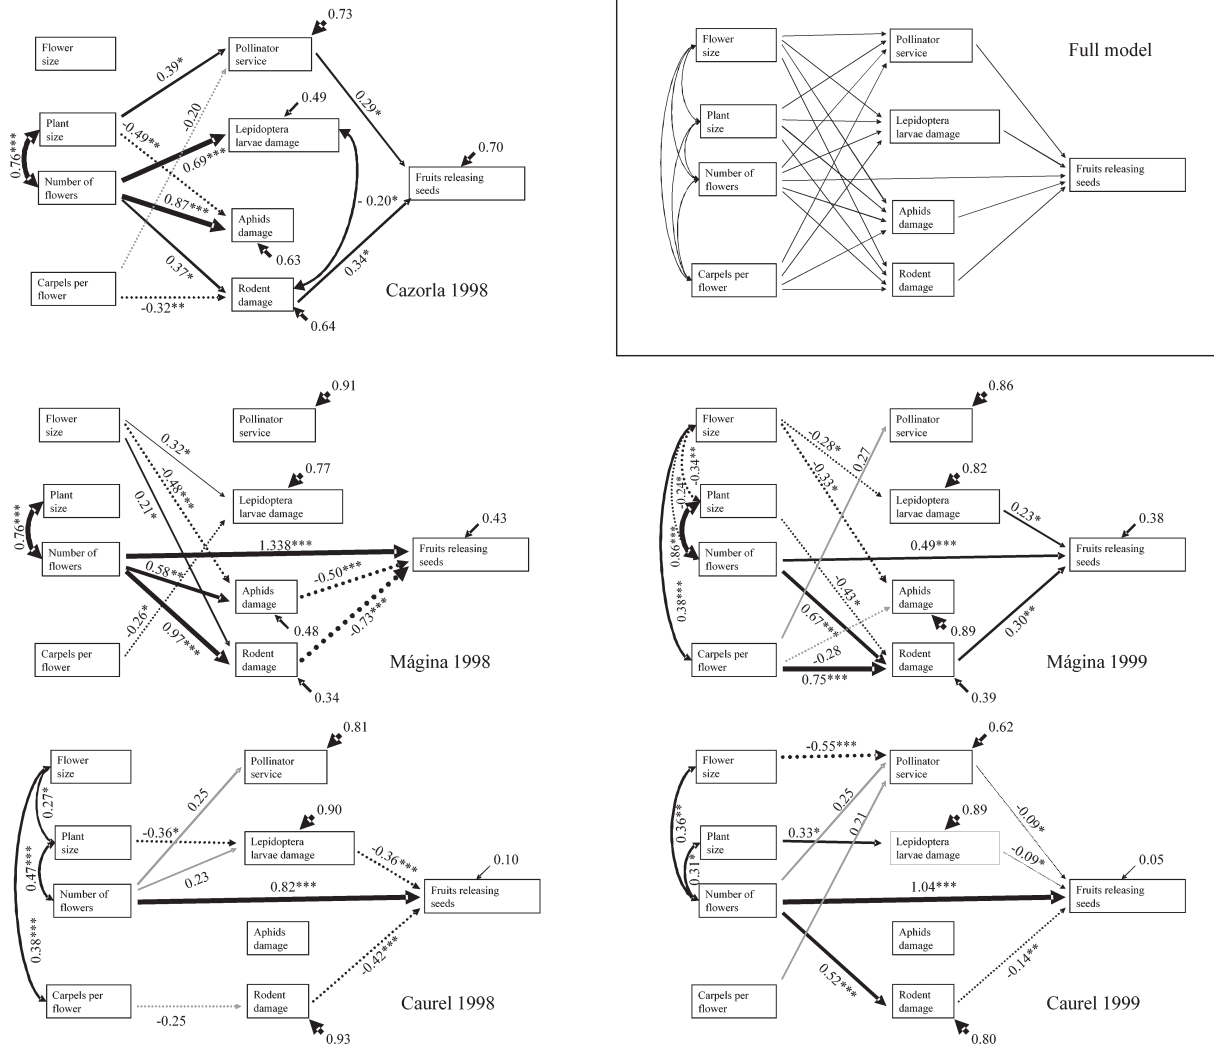 0.73
Flower
size
Pollinator
service
0.39*
-0.20
0.29*
0.49
Plant
size
-0.49**
Lepidoptera
larvae damage
0.76***
0.69***
0.70
Number of
flowers
Fruits releasing
seeds
0.87***
- 0.20*
Aphids
damage
0.63
0.37*
0.34*
Carpels per
flower
Rodent
damage
-0.32**
0.64
Cazorla 1998
Flower
size
Pollinator
service
Full model
Plant
size
Lepidoptera
larvae damage
Number of
flowers
Fruits releasing
seeds
Aphids
damage
Carpels per
flower
Rodent
damage
0.91
Flower
size
Pollinator
service
0.32*
-0.48***
0.21*
0.77
Plant
size
Lepidoptera
larvae damage
0.76***
0.43
Number of
flowers
1.338***
Fruits releasing
seeds
0.58**
-0.50***
Aphids
damage
0.48
-0.26*
0.97***
-0.73***
Carpels per
flower
Rodent
damage
0.34
Mágina 1998
0.86
Flower
size
Pollinator
service
-0.28*
-0.34**
-0.33*
0.27
0.82
-0.24*
Plant
size
Lepidoptera
larvae damage
0.23*
0.38
0.86***
Number of
flowers
0.49***
Fruits releasing
seeds
-0.43*
Aphids
damage
0.38***
0.67***
0.89
0.30**
Carpels per
flower
-0.28
Rodent
damage
0.75***
0.39
Mágina 1999
0.81
Flower
size
Pollinator
service
0.27*
0.25
0.90
Plant
size
-0.36*
Lepidoptera
larvae damage
-0.36***
0.10
0.47***
0.23
Number of
flowers
0.82***
Fruits releasing
seeds
Aphids
damage
0.38***
-0.42***
Carpels per
flower
Rodent
damage
-0.25
0.93
Caurel 1998
0.62
Flower
size
-0.55***
Pollinator
service
0.25
0.21
-0.09*
0.89
0.36**
Plant
size
0.33*
Lepidoptera
larvae damage
-0.09*
0.05
0.31*
Number of
flowers
1.04***
Fruits releasing
seeds
Aphids
damage
0.52***
-0.14**
Carpels per
flower
Rodent
damage
0.80
Caurel 1999